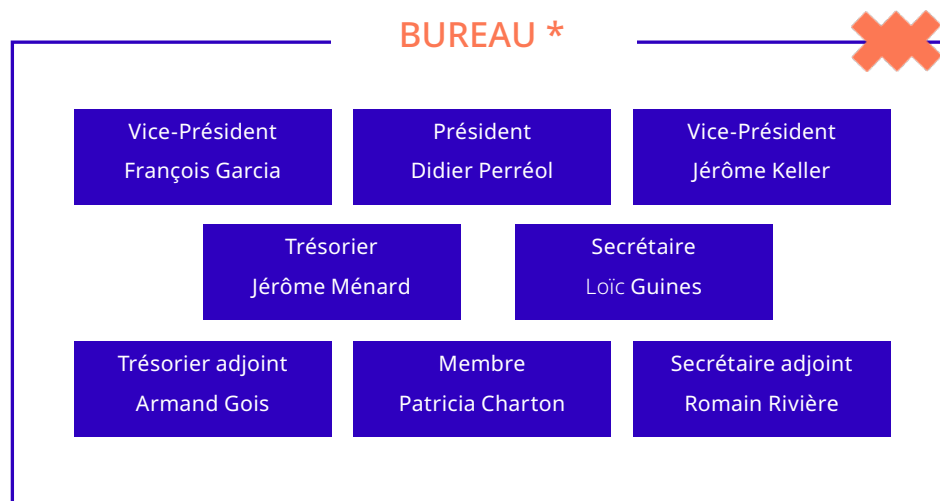 BUREAU *
Vice-Président
François Garcia
Président
Didier Perréol
Vice-Président
Jérôme Keller
Trésorier
Jérôme Ménard
Secrétaire
Loïc Guines
Trésorier adjoint
Armand Gois
Membre
Patricia Charton
Secrétaire adjoint
Romain Rivière